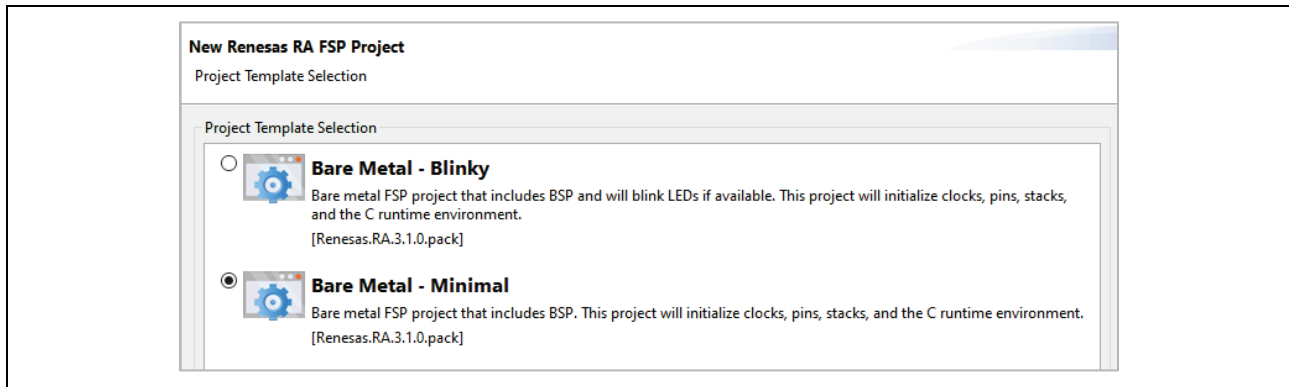 New Renesas RA FSP Project
Project Template Selection
Project Template Selection
Bare Metal - Blinky
Bare metal FSP project that includes BSP and will blink LEDs if available. This project will initialize clocks, pins, stacks,
and the C runtime environment.
[Renesas.RA.3.1.0.pack]
Bare Metal - Minimal
Bare metal FSP project that includes BSP. This project will initialize clocks, pins, stacks, and the C runtime environment.
[Renesas.RA.3.1.0.pack]